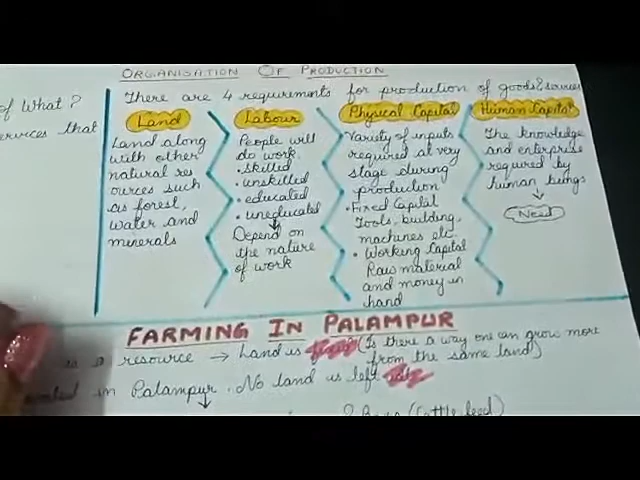 ORGANISATION OF PRODUCTION
of What?
ervices that
There are 4 requirments for production of goods &
Land
Land along
with other
natural res
ources such
as forest,
water and
minerals
Labour
People will
do work.
• skilled
• unskilled
• educated
• uneducated
Depend on
the nature
of work
Physical Capital
Variety of inputs
required at very
stage during
production
• Fixed Capital
Tools, building,
machines etc.
• Working Capital
Raw material
and money in
hand
Human Capital
The knowledge
and enterprise
required by
human beings
Need
FARMING IN PALAMPUR
is a resource → Land is (Is there a way one can grow more
from the same land)
in Palampur. No land is left
(Cattle feed)